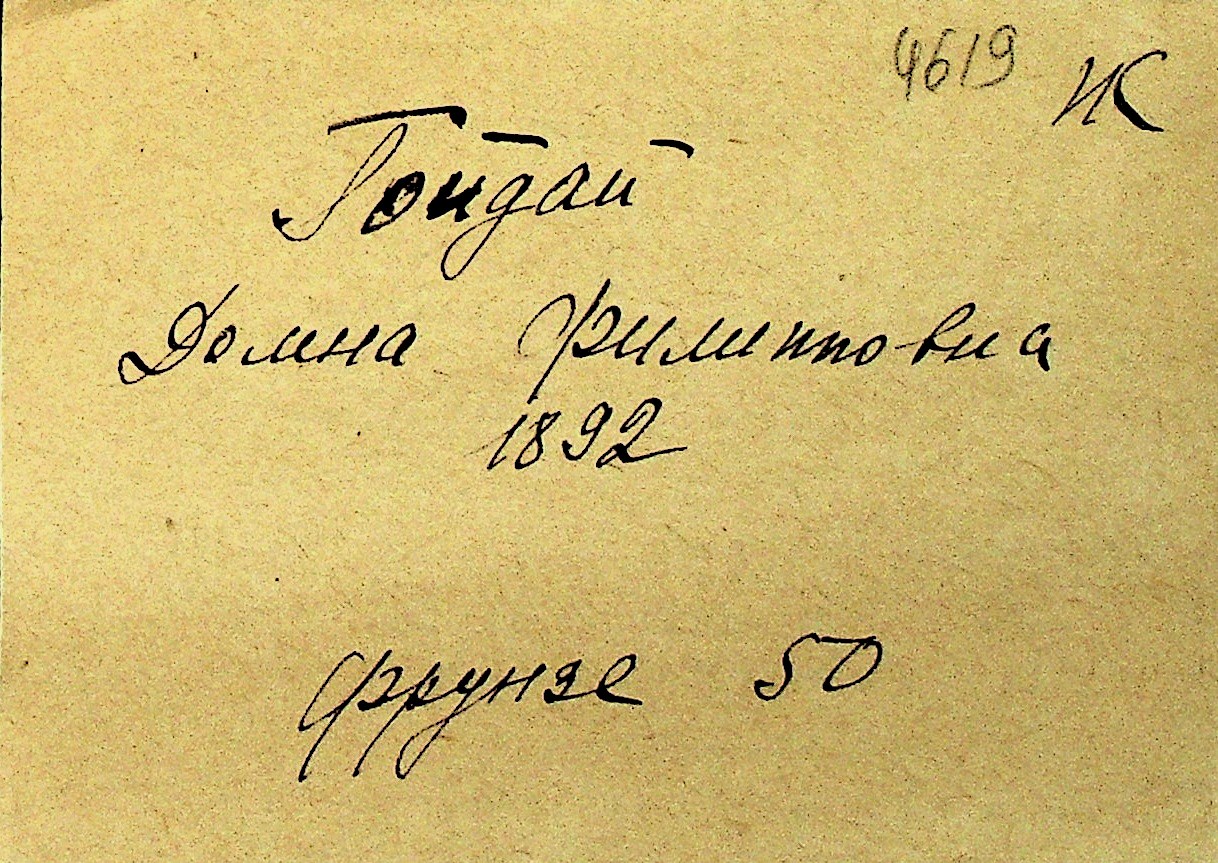 4619 ИК
Гойдай
Домна Филипповна
1892
Фрунзе 50